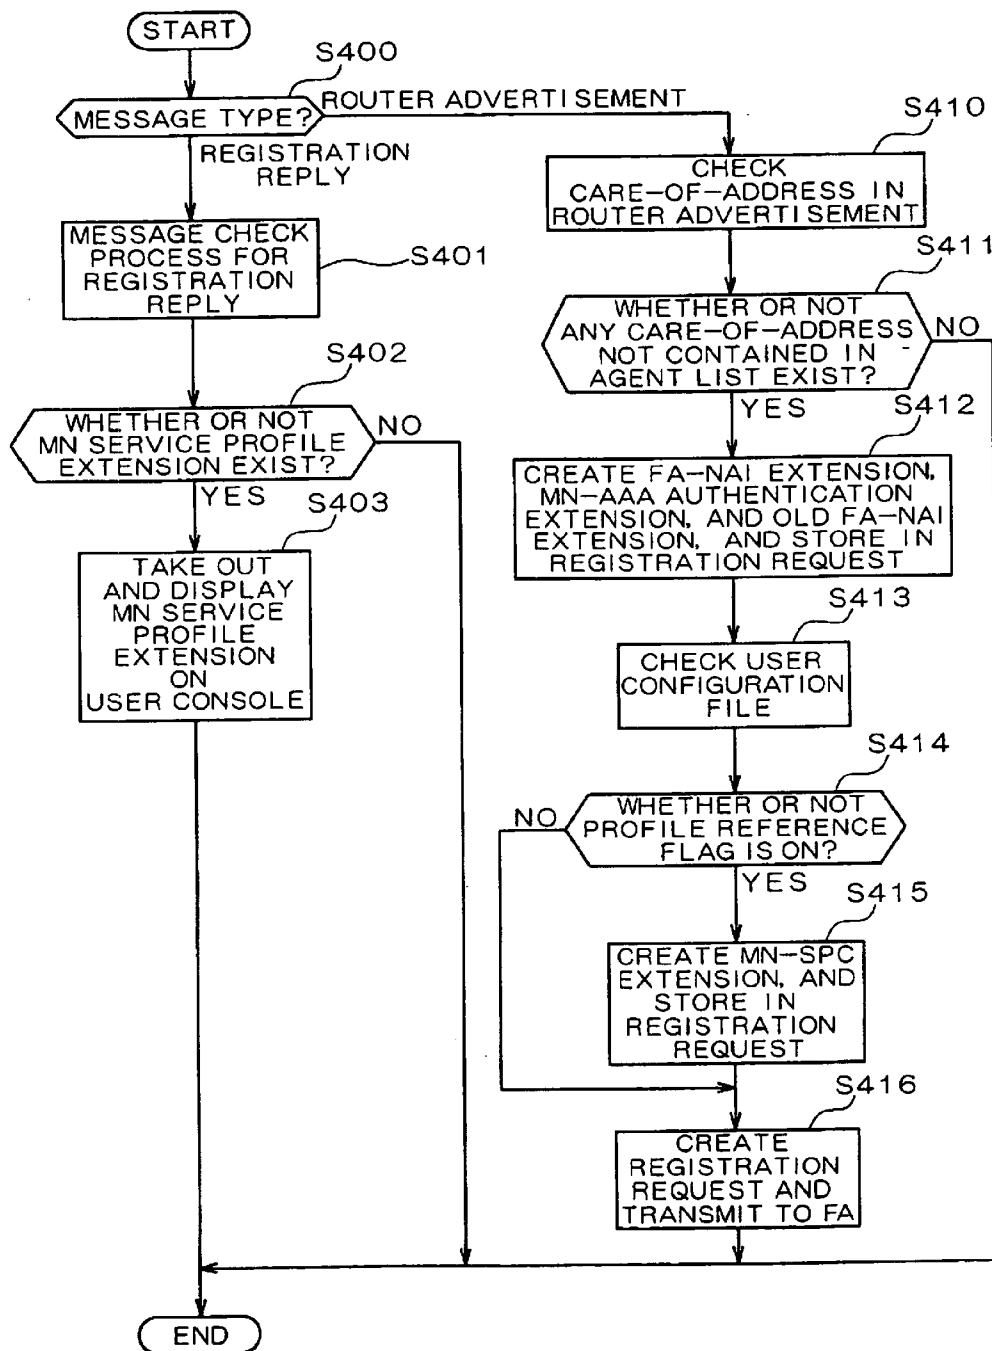 START
S400
MESSAGE TYPE?
ROUTER ADVERTISEMENT
REGISTRATION
REPLY
MESSAGE CHECK
PROCESS FOR
REGISTRATION
REPLY
S401
S402
WHETHER OR NOT
MN SERVICE PROFILE
EXTENSION EXIST?
NO
YES
S403
TAKE OUT
AND DISPLAY
MN SERVICE
PROFILE
EXTENSION
ON
USER CONSOLE
S410
CHECK
CARE-OF-ADDRESS IN
ROUTER ADVERTISEMENT
S411
WHETHER OR NOT
ANY CARE-OF-ADDRESS
NOT CONTAINED IN
AGENT LIST EXIST?
NO
YES
S412
CREATE FA-NAI EXTENSION,
MN-AAA AUTHENTICATION
EXTENSION, AND OLD FA-NAI
EXTENSION, AND STORE IN
REGISTRATION REQUEST
S413
CHECK USER
CONFIGURATION
FILE
S414
WHETHER OR NOT
PROFILE REFERENCE
FLAG IS ON?
NO
YES
S415
CREATE MN-SPC
EXTENSION, AND
STORE IN
REGISTRATION
REQUEST
S416
CREATE
REGISTRATION
REQUEST AND
TRANSMIT TO FA
END